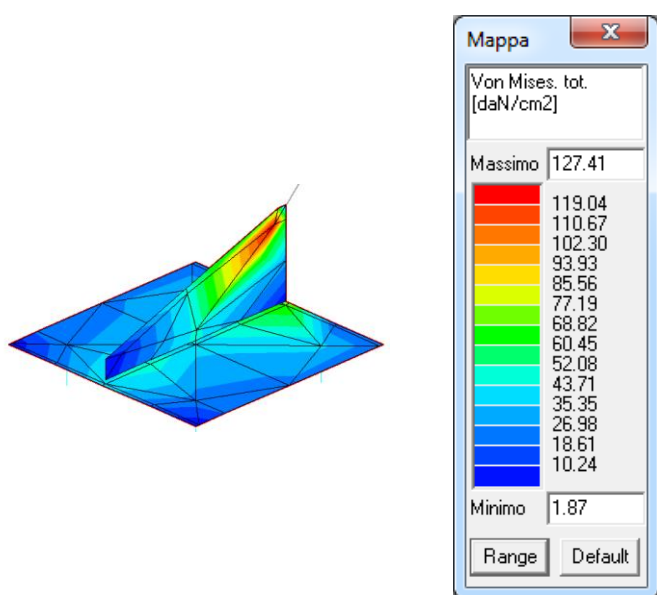 Mappa
Von Mises. tot.
[daN/cm2]
Massimo 127.41
119.04
110.67
102.30
93.93
85.56
77.19
68.82
60.45
52.08
43.71
35.35
26.98
18.61
10.24
Minimo 1.87
Range Default